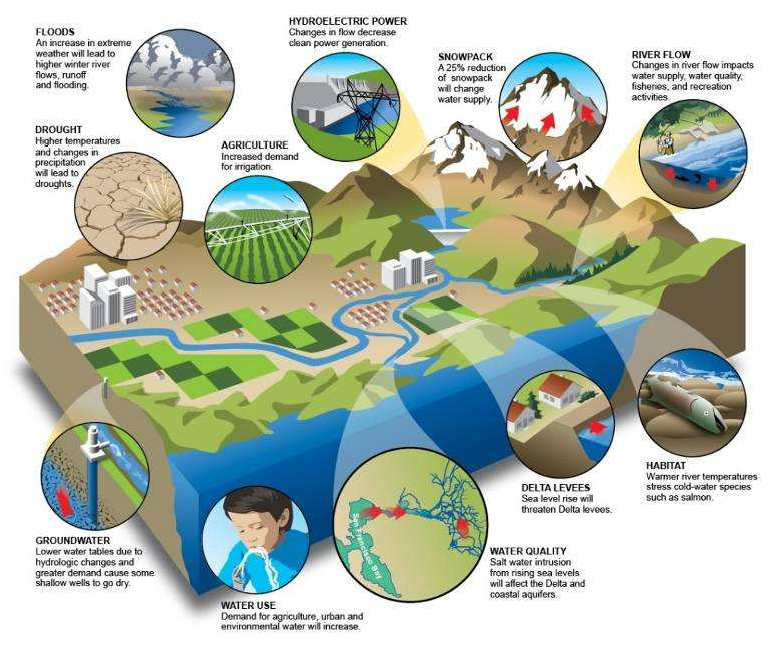 FLOODS
An increase in extreme
weather will lead to
higher winter river
flows, runoff
and flooding.
HYDROELECTRIC POWER
Changes in flow decrease
clean power generation.
SNOWPACK
A 25% reduction
of snowpack
will change
water supply.
RIVER FLOW
Changes in river flow impacts
water supply, water quality,
fisheries, and recreation
activities.
DROUGHT
Higher temperatures
and changes in
precipitation
will lead to
droughts.
AGRICULTURE
Increased demand
for irrigation.
GROUNDWATER
Lower water tables due to
hydrologic changes and
greater demand cause some
shallow wells to go dry.
WATER USE
Demand for agriculture, urban and
environmental water will increase.
San Francisco Bay
WATER QUALITY
Salt water intrusion
from rising sea levels
will affect the Delta and
coastal aquifers.
DELTA LEVEES
Sea level rise will
threaten Delta levees.
HABITAT
Warmer river temperatures
stress cold-water species
such as salmon.